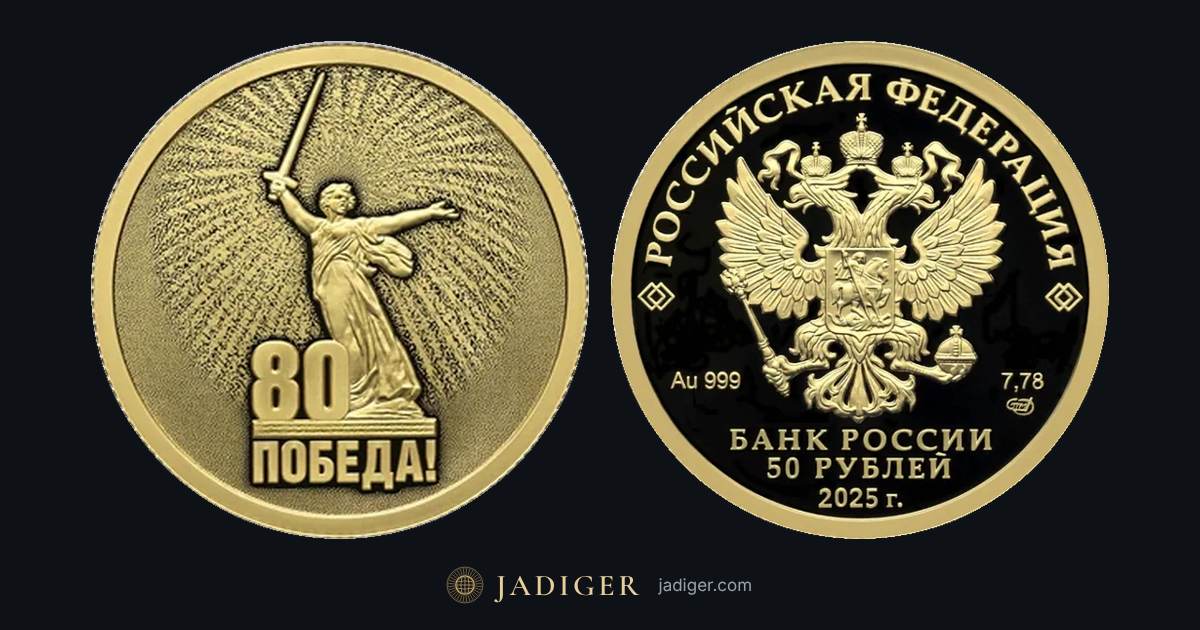 80
ПОБЕДА!
РОССИЙСКАЯ ФЕДЕРАЦИЯ
Au 999
7,78
БАНК РОССИИ
50 РУБЛЕЙ
2025 г.
JADIGER
jadiger.com